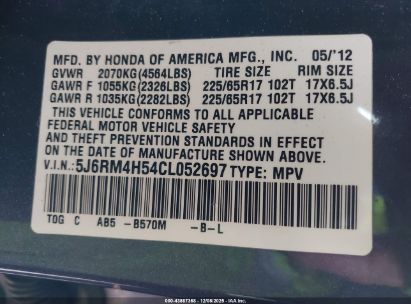 MFD. BY HONDA OF AMERICA MFG., INC. 05/'12
GVWR 2070KG(4564LBS) TIRE SIZE RIM SIZE
GAWR F 1055KG(2326LBS) 225/65R17 102T 17X6.5J
GAWR R 1035KG(2282LBS) 225/65R17 102T 17X6.5J
THIS VEHICLE CONFORMS TO ALL APPLICABLE
FEDERAL MOTOR VEHICLE SAFETY
AND THEFT PREVENTION STANDARDS IN EFFECT
ON THE DATE OF MANUFACTURE SHOWN ABOVE.
V.I.N.: 5J6RM4H54CL052697 TYPE: MPV
TOG C AB5 -B570M -B-L